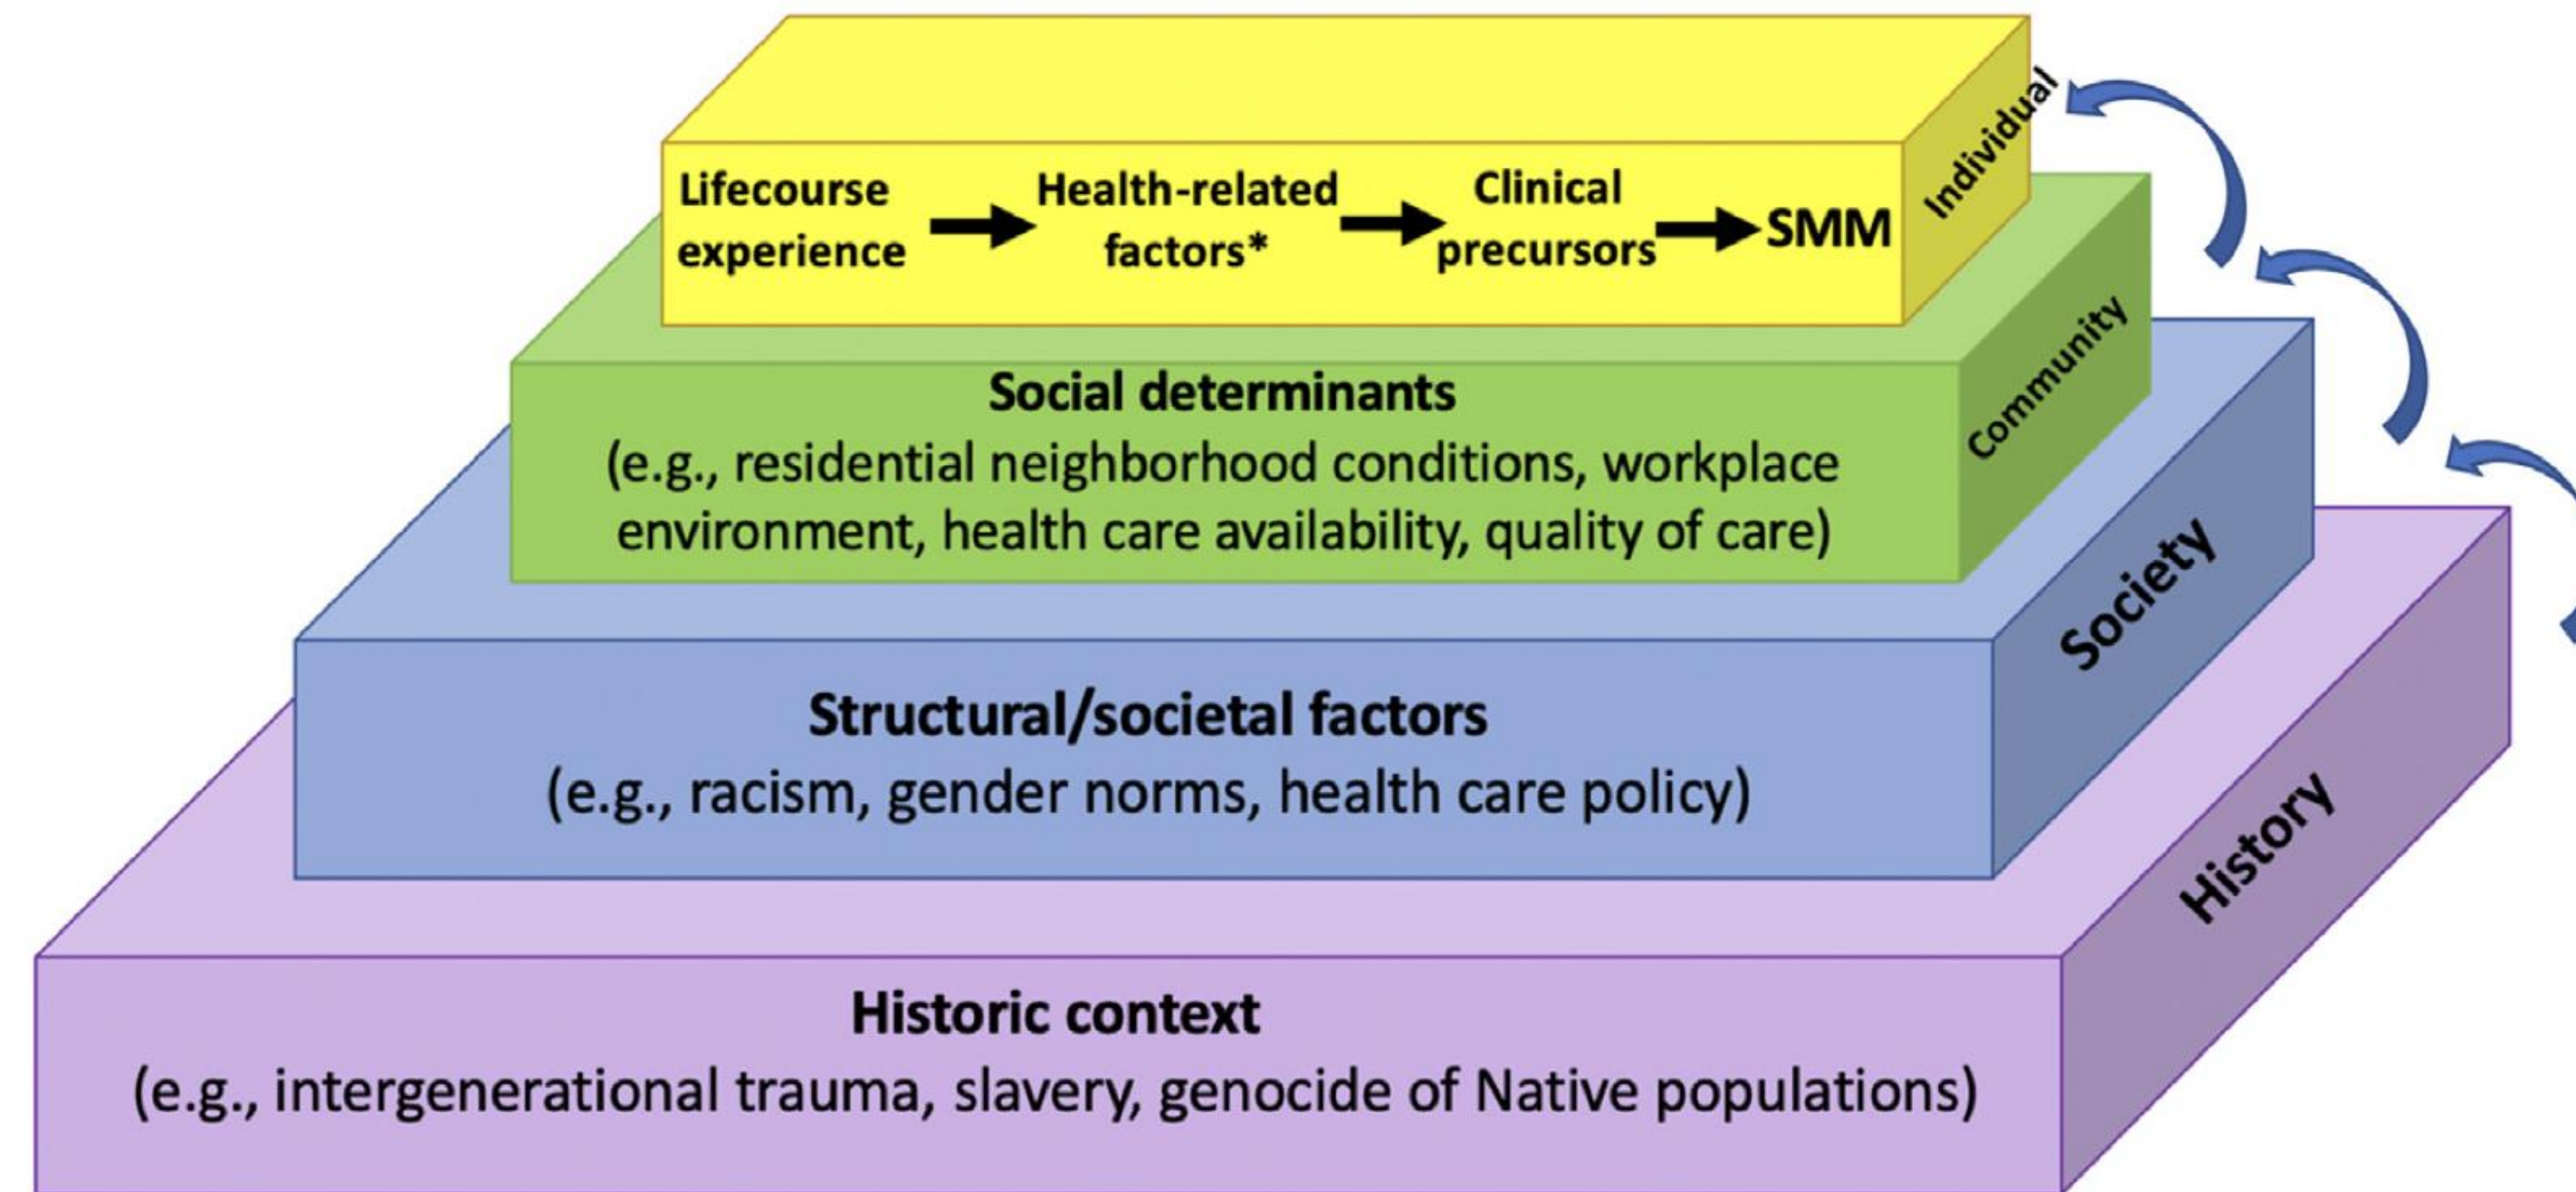 Lifecourse
experience
Health-related
factors*
Clinical
precursors
SMM
Individual
Social determinants
(e.g., residential neighborhood conditions, workplace
environment, health care availability, quality of care)
Community
Structural/societal factors
(e.g., racism, gender norms, health care policy)
Society
Historic context
(e.g., intergenerational trauma, slavery, genocide of Native populations)
History